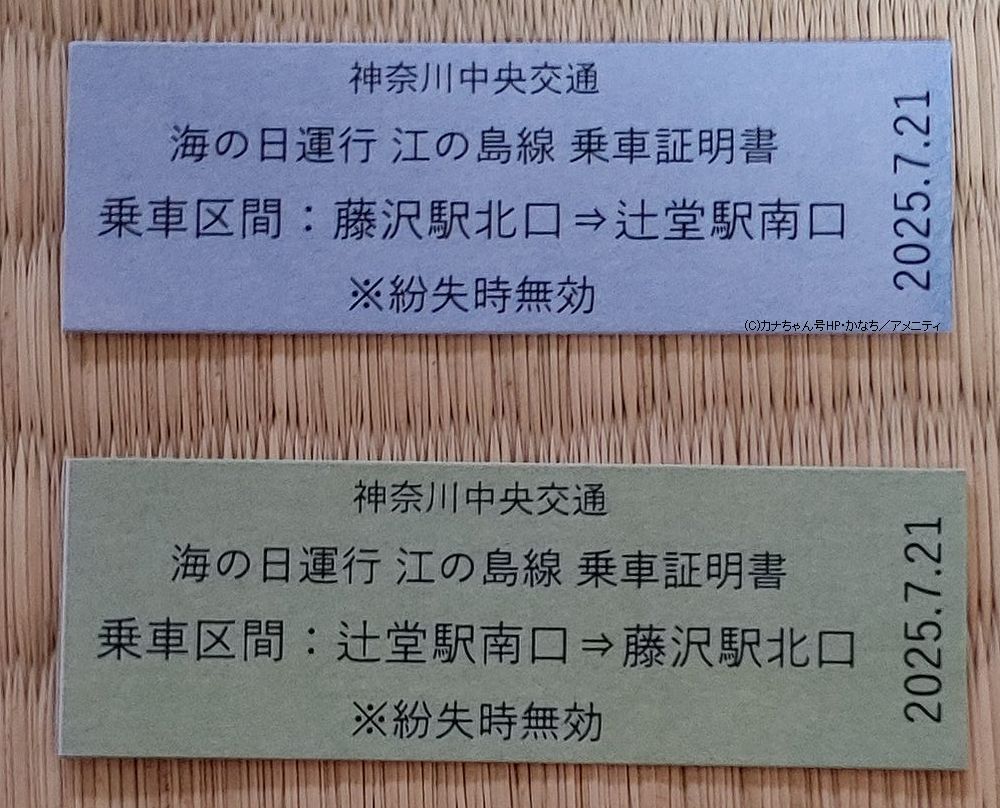 神奈川中央交通
海の日運行 江の島線 乗車証明書
乗車区間：藤沢駅北口⇒辻堂駅南口
※紛失時無効
2025.7.21
(C)カナちゃん号HP・かなち／アメニティ
神奈川中央交通
海の日運行 江の島線 乗車証明書
乗車区間：辻堂駅南口⇒藤沢駅北口
※紛失時無効
2025.7.21